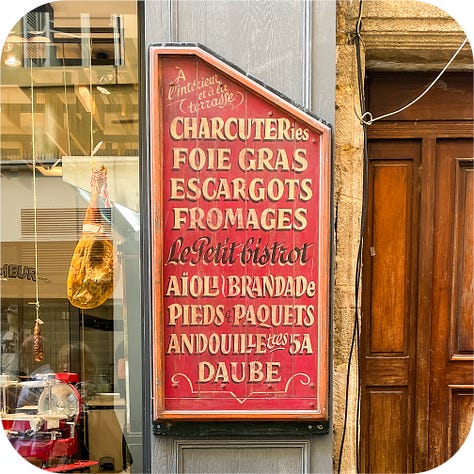 À
l'intérieur
et à la
terrasse
CHARCUTERies
FOIE GRAS
ESCARGOTS
FROMAGES
Le Petit bistrot
AÏOLI BRANDADe
PIEDS & PAQUETS
ANDOUILLettes 5A
DAUBE